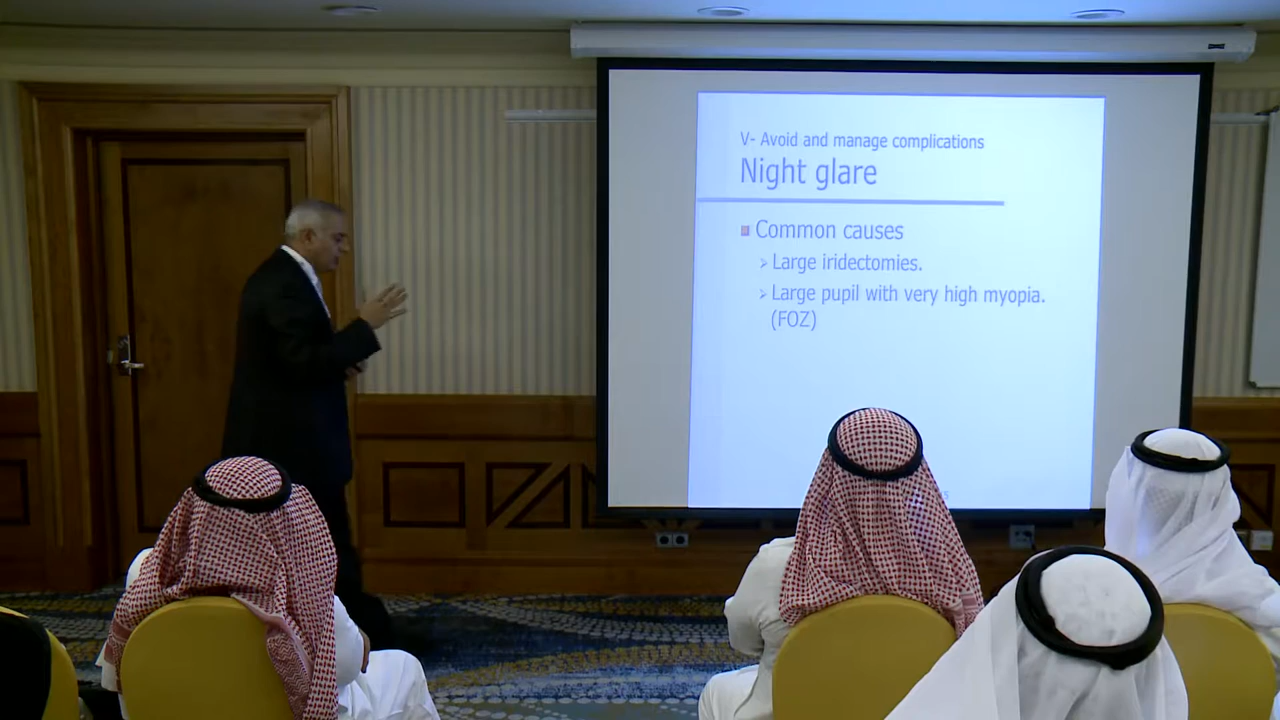 V- Avoid and manage complications
Night glare
Common causes
Large iridectomies.
Large pupil with very high myopia.
(FOZ)